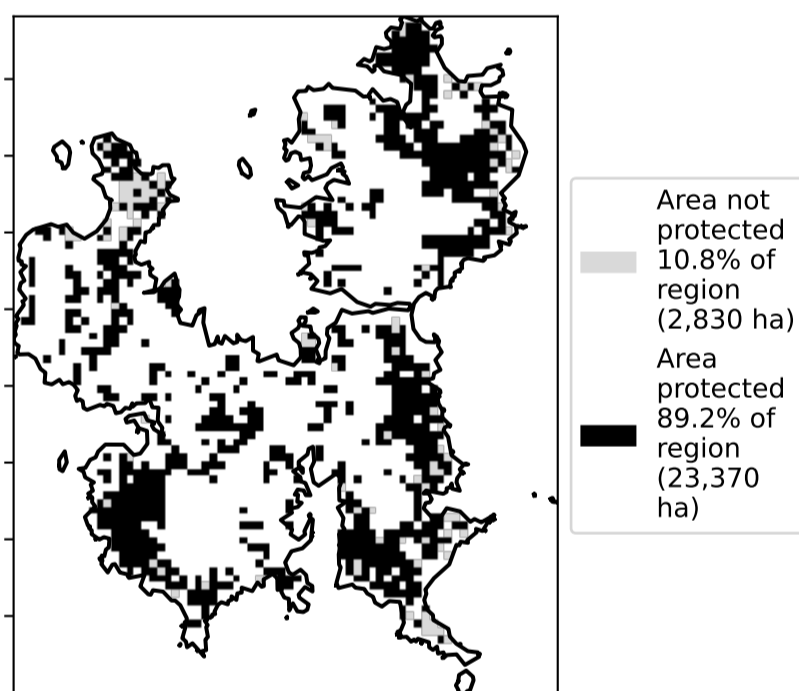 Area not
protected
10.8% of
region
(2,830 ha)
Area
protected
89.2% of
region
(23,370
ha)